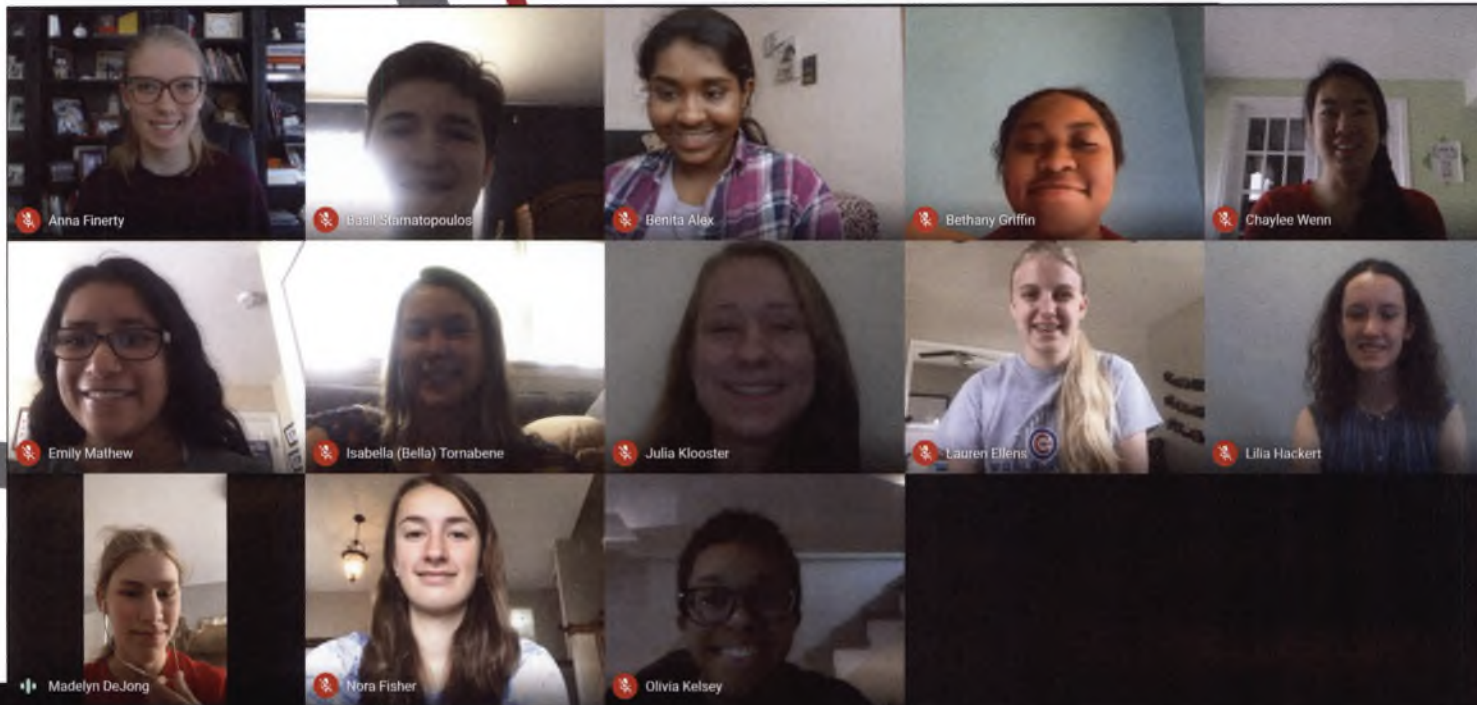 Anna Finerty
Basil Stamatopoulos
Benita Alex
Bethany Griffin
Chaylee Wenn
Emily Mathew
Isabella (Bella) Tornabene
Julia Klooster
Lauren Ellens
Lilia Hackert
Madelyn DeJong
Nora Fisher
Olivia Kelsey